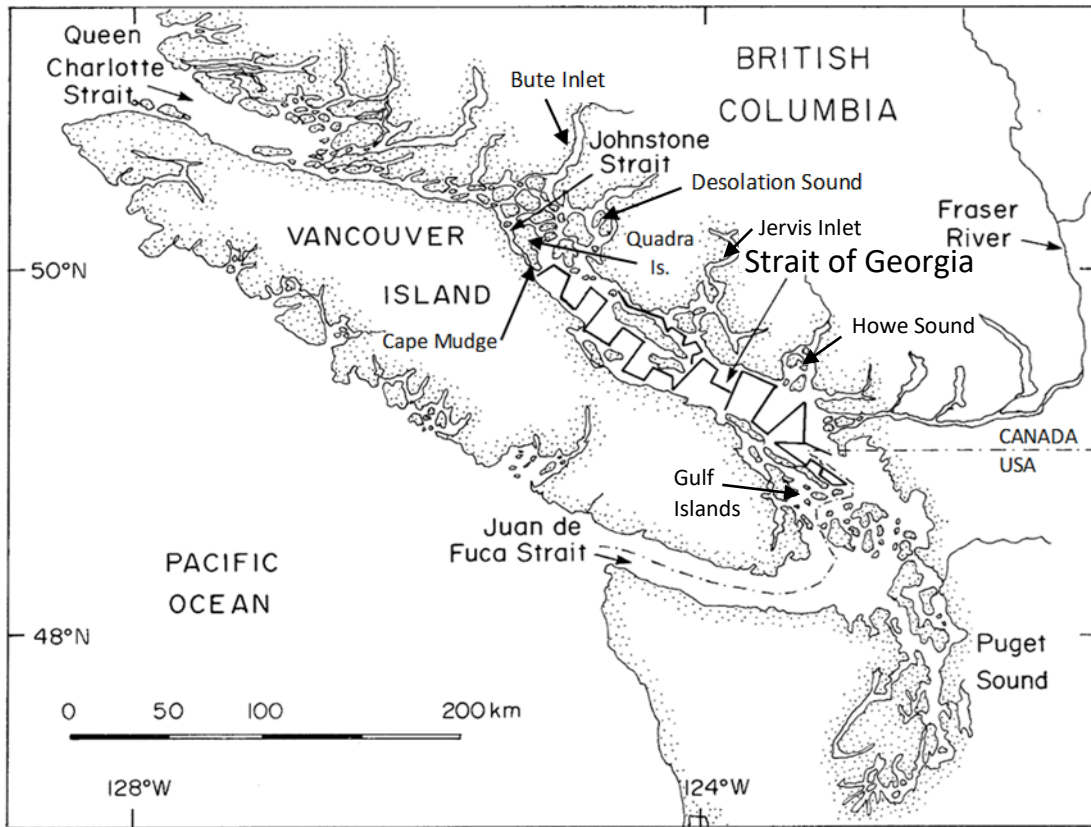 Queen
Charlotte
Strait
Bute Inlet
BRITISH
COLUMBIA
Johnstone
Strait
Desolation Sound
Fraser
River
VANCOUVER
ISLAND
Quadra
Is.
Jervis Inlet
Strait of Georgia
50°N
Cape Mudge
Howe Sound
CANADA
USA
Gulf
Islands
Juan de
Fuca Strait
PACIFIC
OCEAN
48°N
Puget
Sound
0 50 100 200 km
128°W
124°W